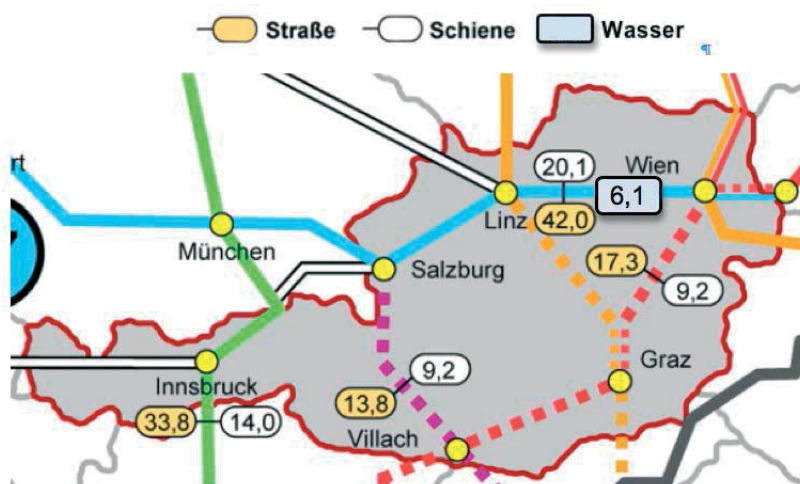 Straße Schiene Wasser
¶
rt
20,1
Wien
6,1
Linz 42,0
München
17,3
Salzburg
9,2
Graz
9,2
Innsbruck
13,8
33,8 14,0
Villach